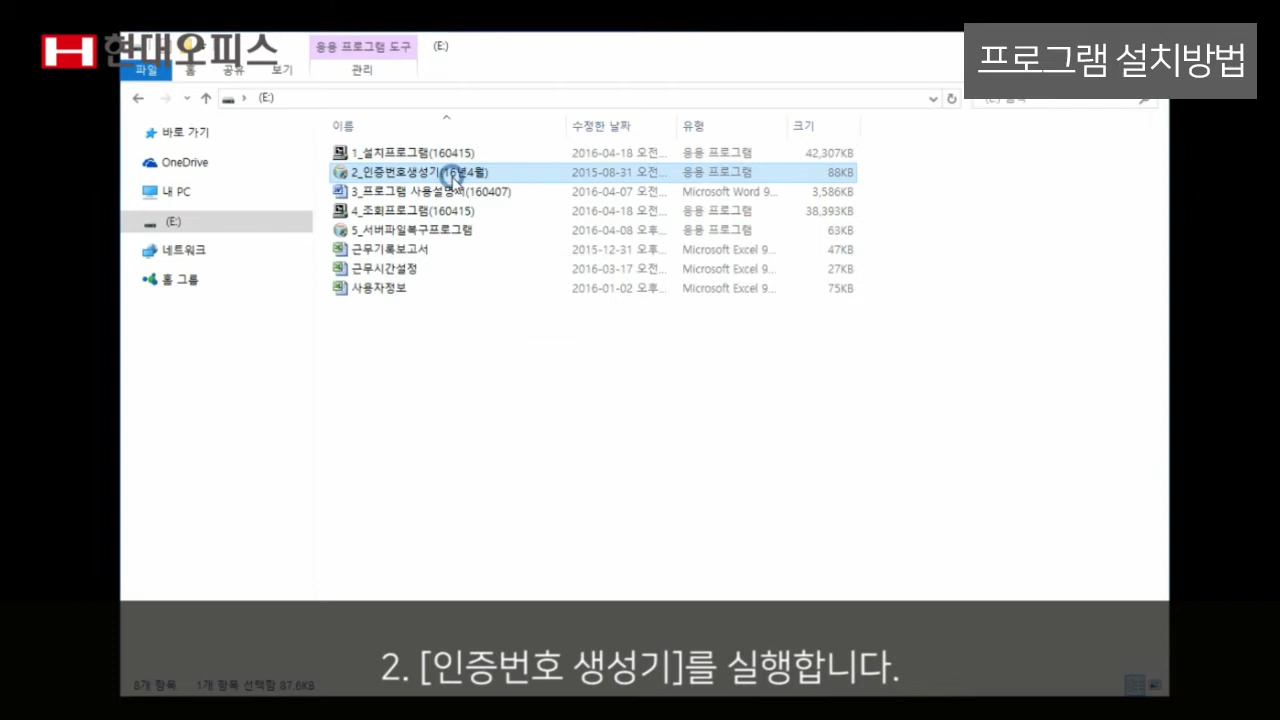 현대오피스
프로그램 설치방법
응용 프로그램 도구
(E:)
파일
홈
공유
보기
관리
(E:)
(E:) 검색
바로 가기
OneDrive
내 PC
(E:)
네트워크
홈 그룹
이름 수정한 날짜 유형 크기
1_설치프로그램(160415) 2016-04-18 오전... 응용 프로그램 42,307KB
2_인증번호생성기(16년4월) 2015-08-31 오전... 응용 프로그램 88KB
3_프로그램 사용설명서(160407) 2016-04-07 오전... Microsoft Word 9... 3,586KB
4_조회프로그램(160415) 2016-04-18 오전... 응용 프로그램 38,393KB
5_서버파일복구프로그램 2016-04-08 오후... 응용 프로그램 63KB
근무기록보고서 2015-12-31 오후... Microsoft Excel 9... 47KB
근무시간설정 2016-03-17 오전... Microsoft Excel 9... 27KB
사용자정보 2016-01-02 오후... Microsoft Excel 9... 75KB
2. [인증번호 생성기]를 실행합니다.
8개 항목 1개 항목 선택함 87.6KB